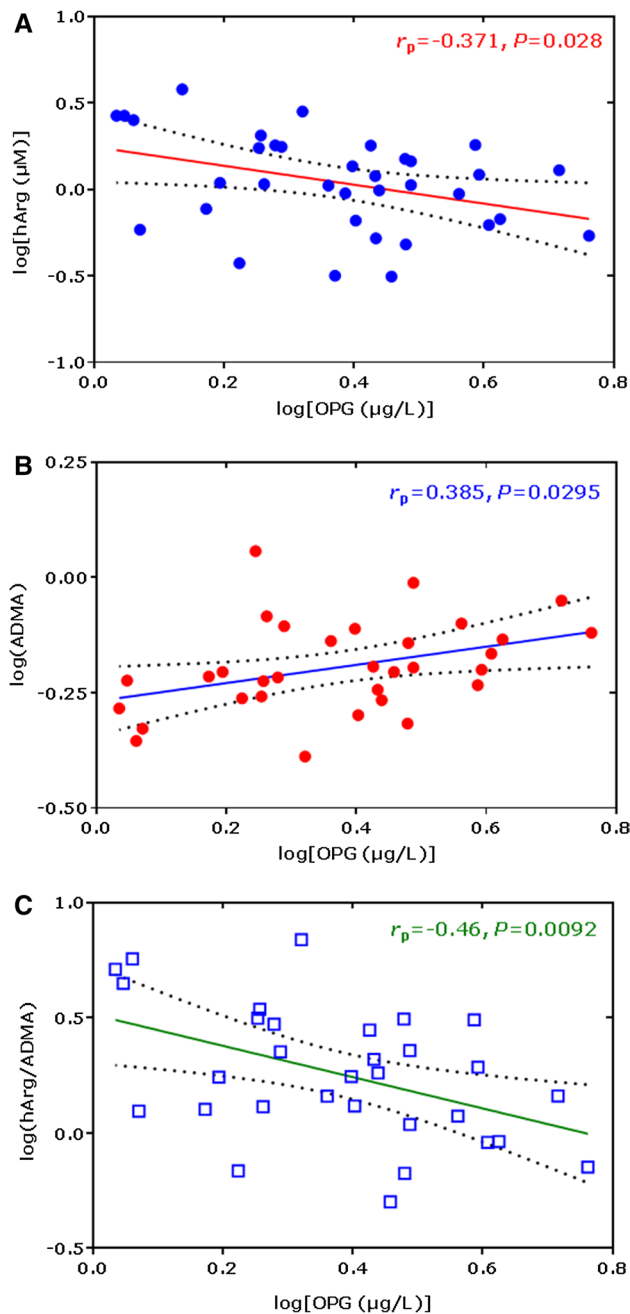 A
1.0
rp=-0.371, P=0.028
0.5
0.0
-0.5
-1.0
log[hArg (µM)]
0.0 0.2 0.4 0.6 0.8
log[OPG (µg/L)]
B
0.25
rp=0.385, P=0.0295
0.00
-0.25
-0.50
log(ADMA)
0.0 0.2 0.4 0.6 0.8
log[OPG (µg/L)]
C
1.0
rp=-0.46, P=0.0092
0.5
0.0
-0.5
log(hArg/ADMA)
0.0 0.2 0.4 0.6 0.8
log[OPG (µg/L)]